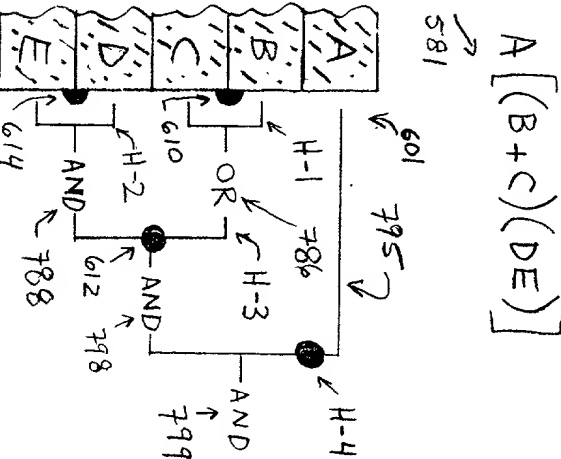 A[(B+C)(DE)]
581
601
795
A
B
C
D
E
H-1
610
OR
786
H-2
614
AND
788
H-3
612
AND
798
H-4
AND
799